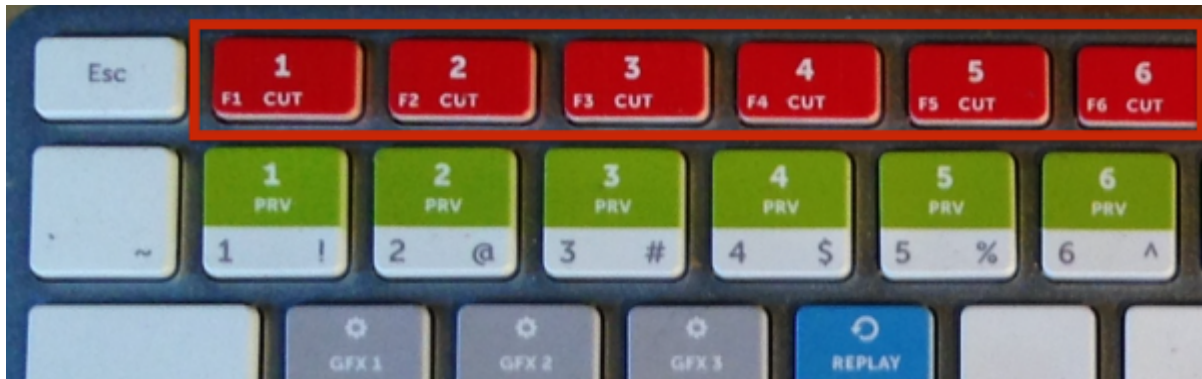 Esc 1 2 3 4 5 6
F1 CUT F2 CUT F3 CUT F4 CUT F5 CUT F6 CUT
1 2 3 4 5 6
PRV PRV PRV PRV PRV PRV
` ~ 1 ! 2 @ 3 # 4 $ 5 % 6 ^
GFX 1 GFX 2 GFX 3 REPLAY